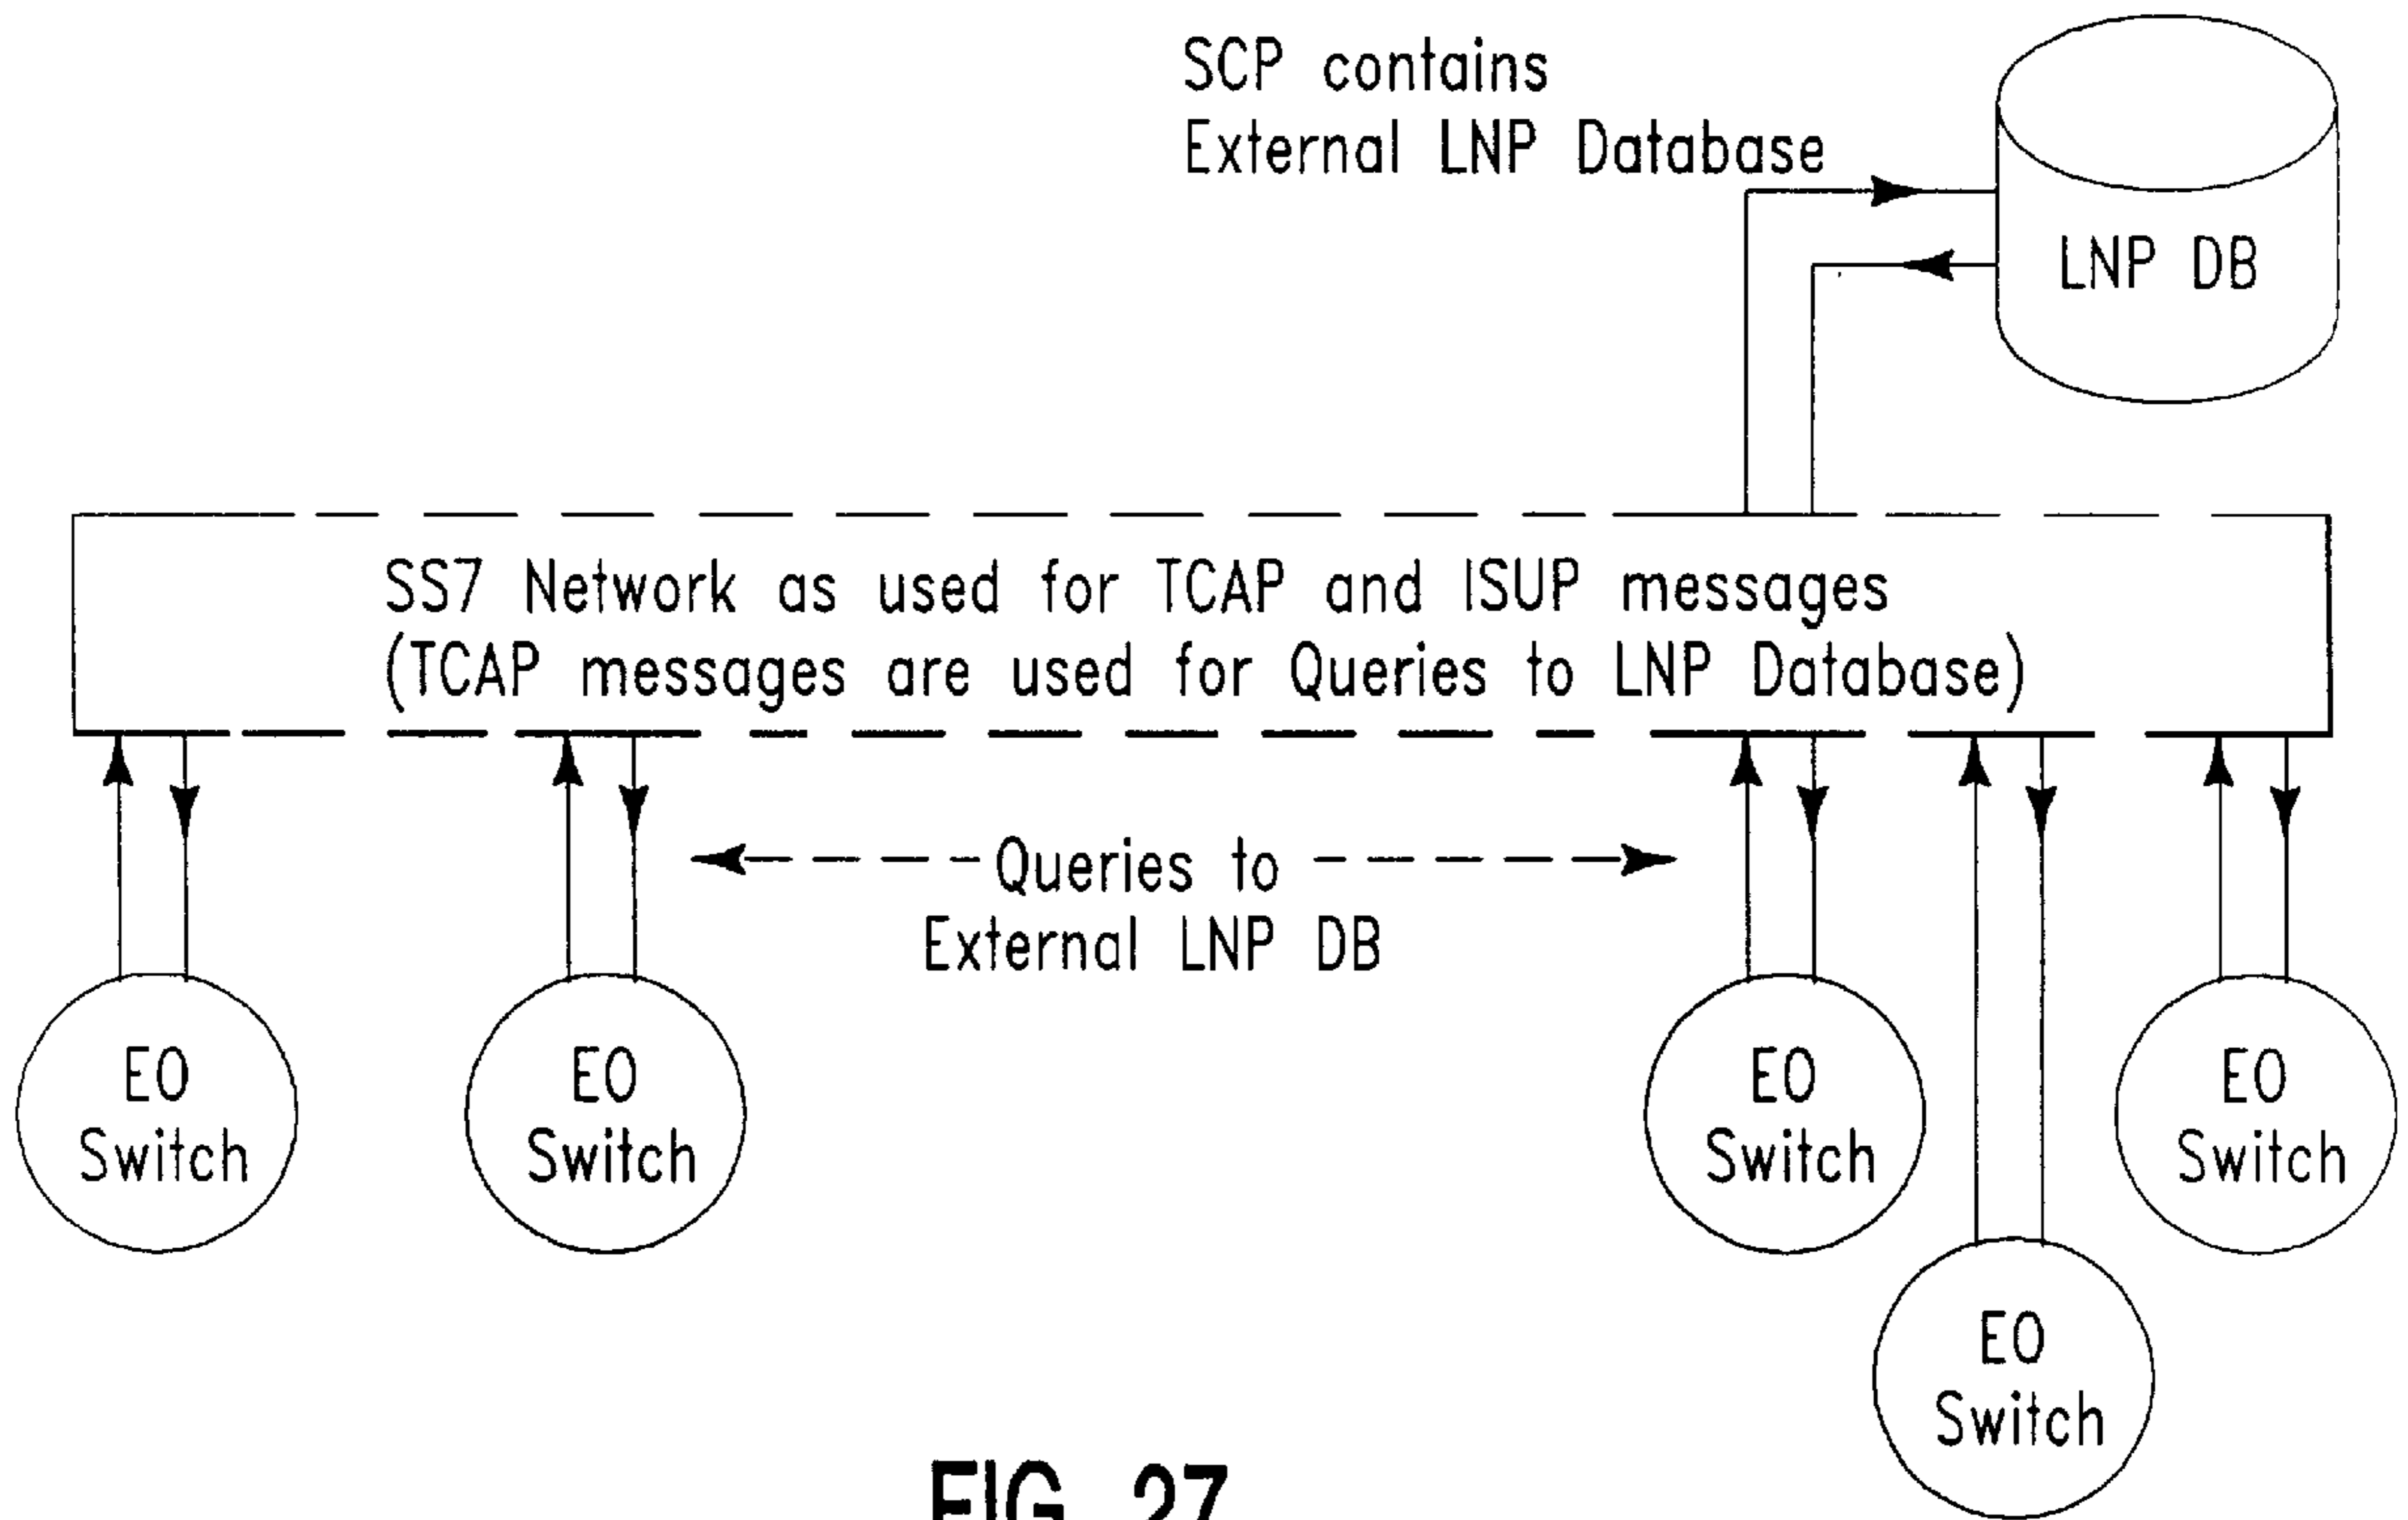 SCP contains
External LNP Database
LNP DB
SS7 Network as used for TCAP and ISUP messages
(TCAP messages are used for Queries to LNP Database)
Queries to
External LNP DB
EO
Switch
EO
Switch
EO
Switch
EO
Switch
EO
Switch
FIG. 27